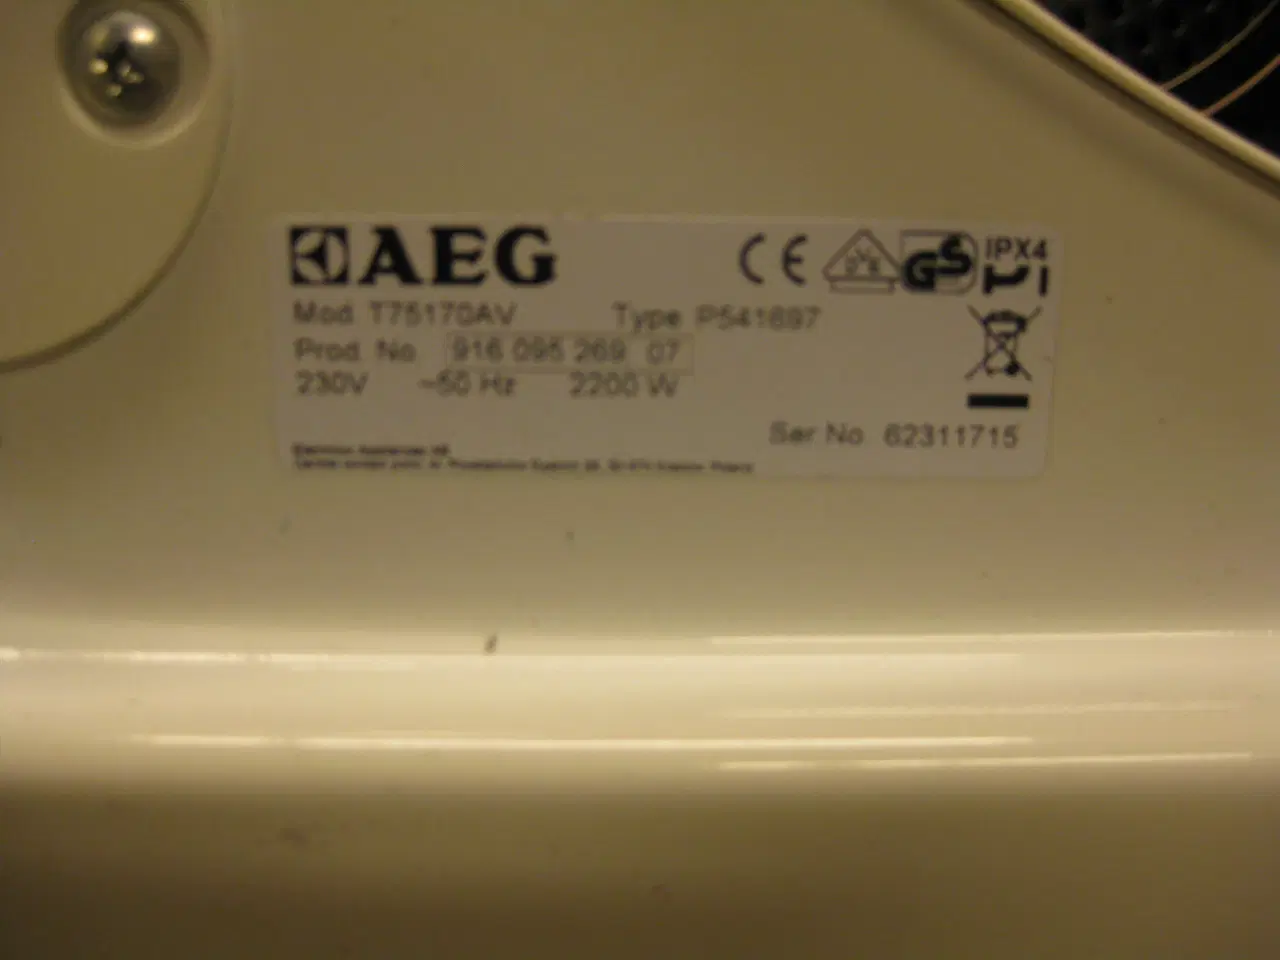 AEG
IPX4
Mod. T75170AV Type P541697
Prod. No. 916 095 269 07
230V ~50 Hz 2200 W
Ser No. 62311715